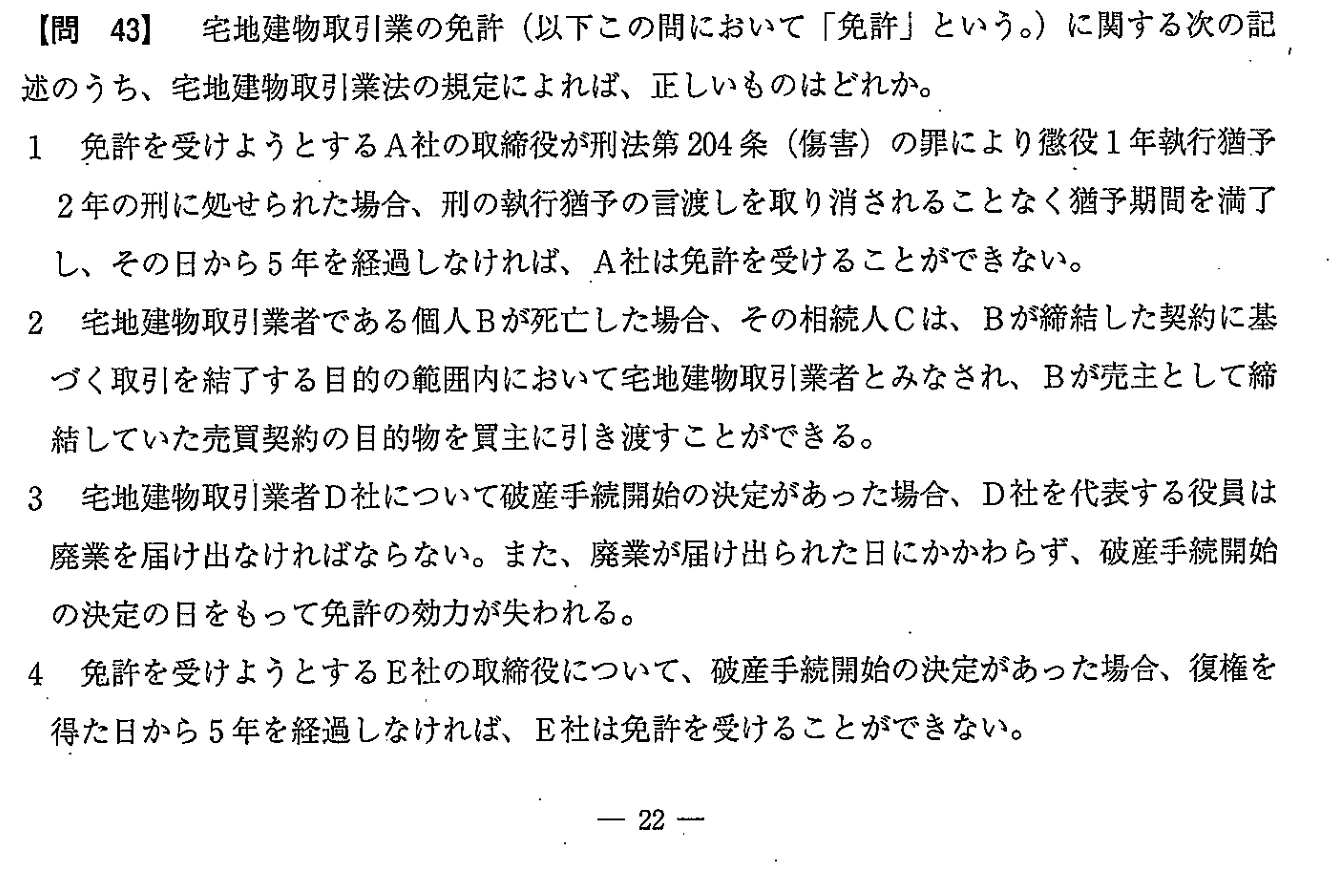 【問 43】 宅地建物取引業の免許（以下この問において「免許」という。）に関する次の記
述のうち、宅地建物取引業法の規定によれば、正しいものはどれか。
1 免許を受けようとするA社の取締役が刑法第 204 条（傷害）の罪により懲役1年執行猶予
2年の刑に処せられた場合、刑の執行猶予の言渡しを取り消されることなく猶予期間を満了
し、その日から5年を経過しなければ、A社は免許を受けることができない。
2 宅地建物取引業者である個人Bが死亡した場合、その相続人Cは、Bが締結した契約に基
づく取引を結了する目的の範囲内において宅地建物取引業者とみなされ、Bが売主として締
結していた売買契約の目的物を買主に引き渡すことができる。
3 宅地建物取引業者D社について破産手続開始の決定があった場合、D社を代表する役員は
廃業を届け出なければならない。また、廃業が届け出られた日にかかわらず、破産手続開始
の決定の日をもって免許の効力が失われる。
4 免許を受けようとするE社の取締役について、破産手続開始の決定があった場合、復権を
得た日から5年を経過しなければ、E社は免許を受けることができない。
— 22 —